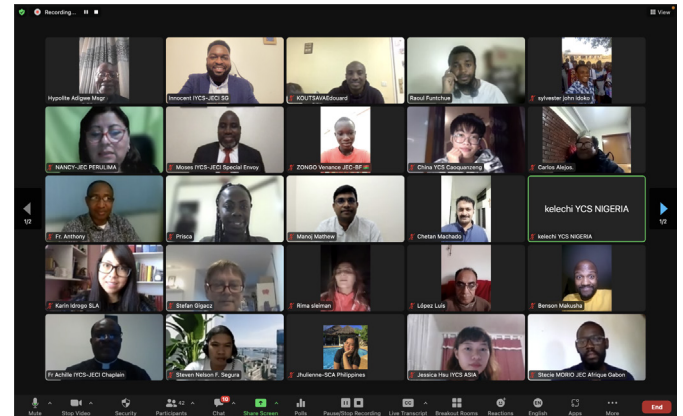 Recording...
View
Hypolite Adigwe Msgr
Innocent IYCS-JECI SG
KOUTSAVAEdouard
Raoul Funtchue
sylvester john Idoko
NANCY-JEC PERULIMA
Moses IYCS-JECI Special Envoy
ZONGO Venance JEC-BF
China YCS Caoquanzeng
Carlos Alejos.
1/2
Fr. Anthony
Prisca
Manoj Mathew
Chetan Machado
kelechi YCS NIGERIA
kelechi YCS NIGERIA
1/2
Karin Idrogo SLA
Stefan Gigacz
Rima sleiman
López Luis
Benson Makusha
Fr Achille IYCS-JECI Chaplain
Steven Nelson F. Segura
Jhulienne-SCA Philippines
Jessica Hsu IYCS ASIA
Stecie MORIO JEC Afrique Gabon
Mute
Stop Video
Security
42
Participants
10
Chat
Share Screen
Polls
Pause/Stop Recording
CC
Live Transcript
Breakout Rooms
Reactions
EN
English
Apps
More
End